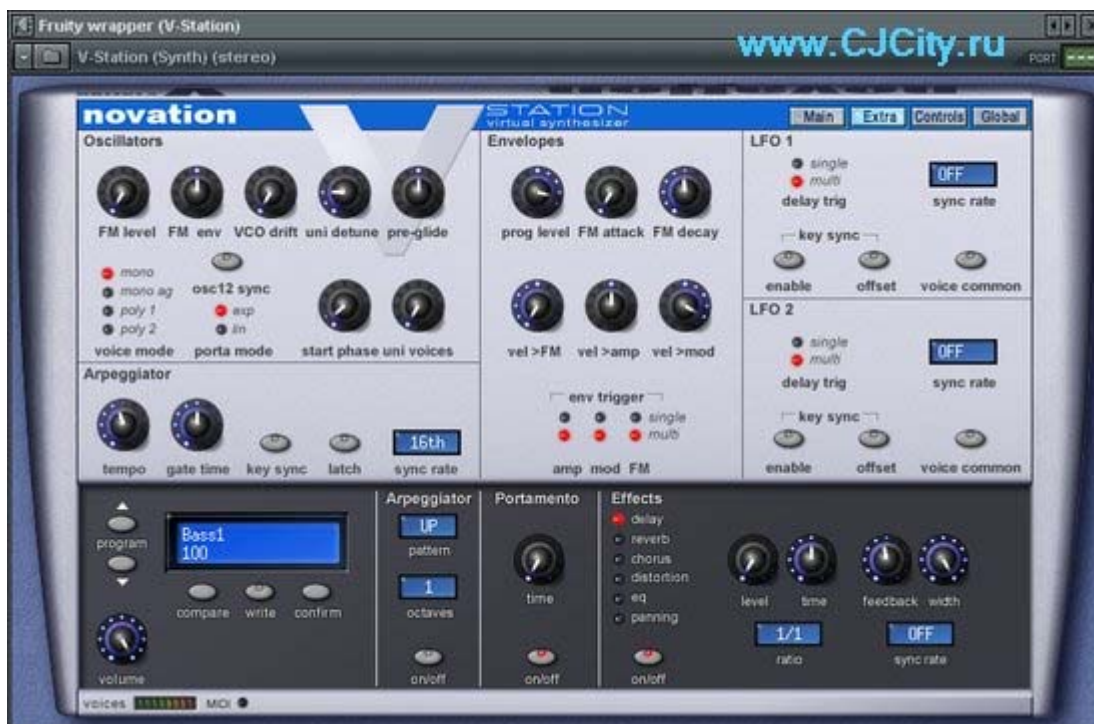 Fruity wrapper (V-Station)
www.CJCity.ru
V-Station (Synth) (stereo)
PORT
novation
STATION
virtual synthesizer
Main Extra Controls Global
Oscillators
FM level FM env VCO drift uni detune pre-glide
mono
mono ag
poly 1
poly 2
voice mode
osc12 sync
exp
lin
porta mode
start phase uni voices
Envelopes
prog level FM attack FM decay
vel >FM vel >amp vel >mod
env trigger
single
multi
amp mod FM
LFO 1
single
multi
delay trig
OFF
sync rate
key sync
enable offset voice common
LFO 2
single
multi
delay trig
OFF
sync rate
key sync
enable offset voice common
Arpeggiator
16th
tempo gate time key sync latch sync rate
program
Bass1
100
compare write confirm
volume
Arpeggiator
UP
pattern
1
octaves
on/off
Portamento
time
on/off
Effects
delay
reverb
chorus
distortion
eq
panning
on/off
level time feedback width
1/1
ratio
OFF
sync rate
voices MIDI